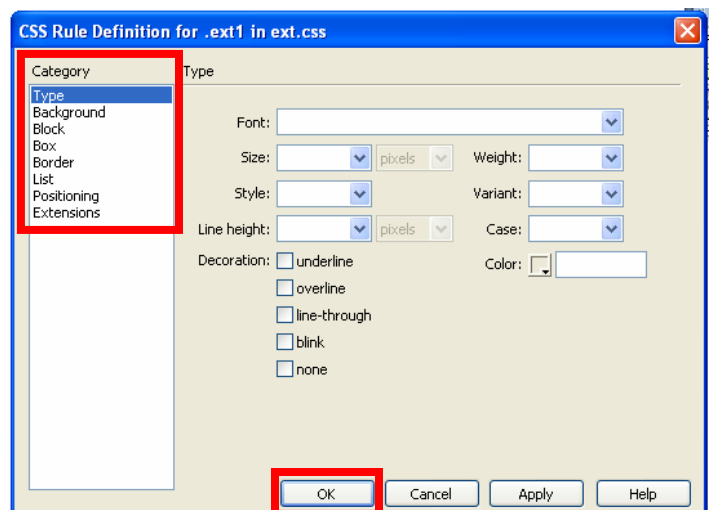 CSS Rule Definition for .ext1 in ext.css
Category
Type
Type
Background
Block
Box
Border
List
Positioning
Extensions
Font:
Size: pixels Weight:
Style: Variant:
Line height: pixels Case:
Decoration: underline Color:
overline
line-through
blink
none
OK Cancel Apply Help